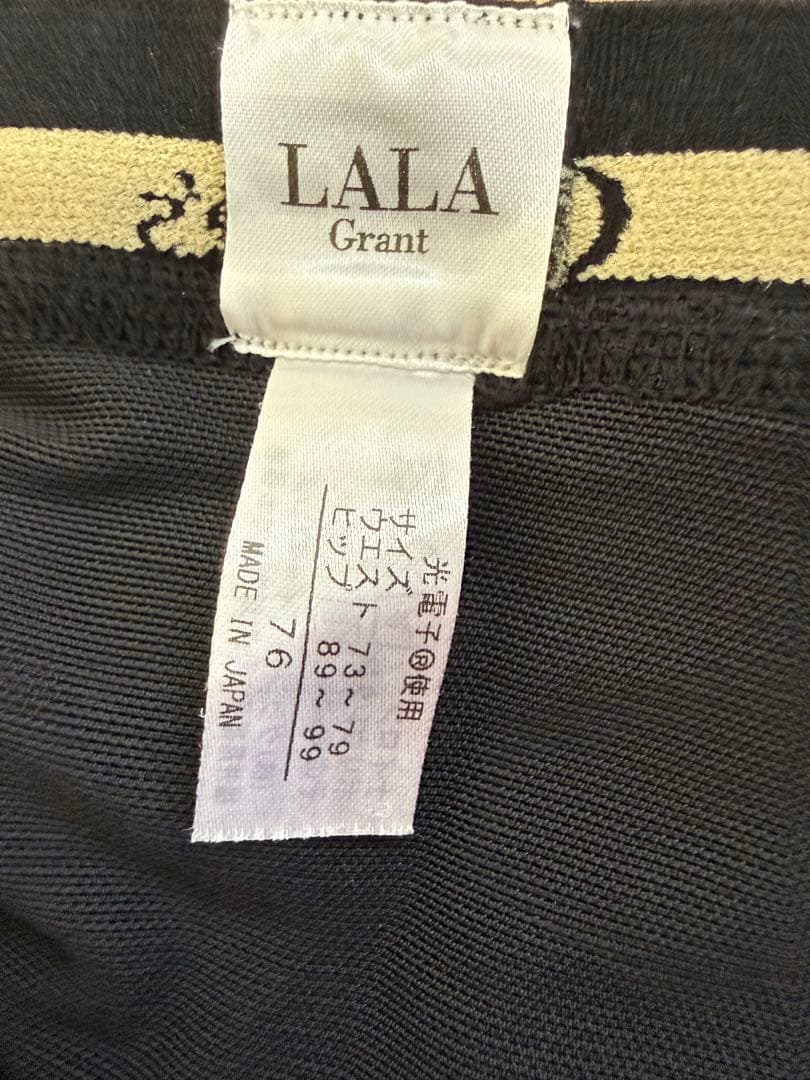 LALA
Grant
光電子®使用
サイズ
ウエスト 73～79
ヒップ 89～99
76
MADE IN JAPAN